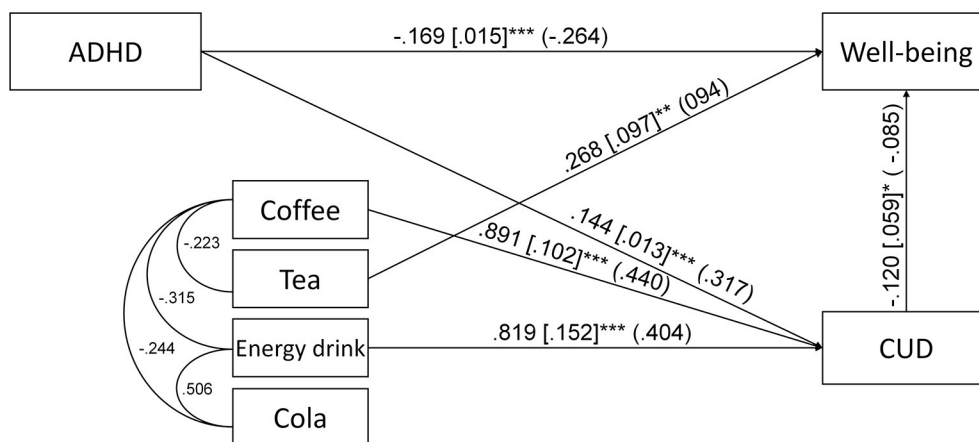 ADHD
-.169 [.015]*** (-.264)
Well-being
.268 [.097]** (094)
-.120 [.059]* ( -.085)
Coffee
-.223
.144 [.013]*** (.317)
.891 [.102]*** (.440)
Tea
-.315
Energy drink
.819 [.152]*** (.404)
CUD
-.244
.506
Cola